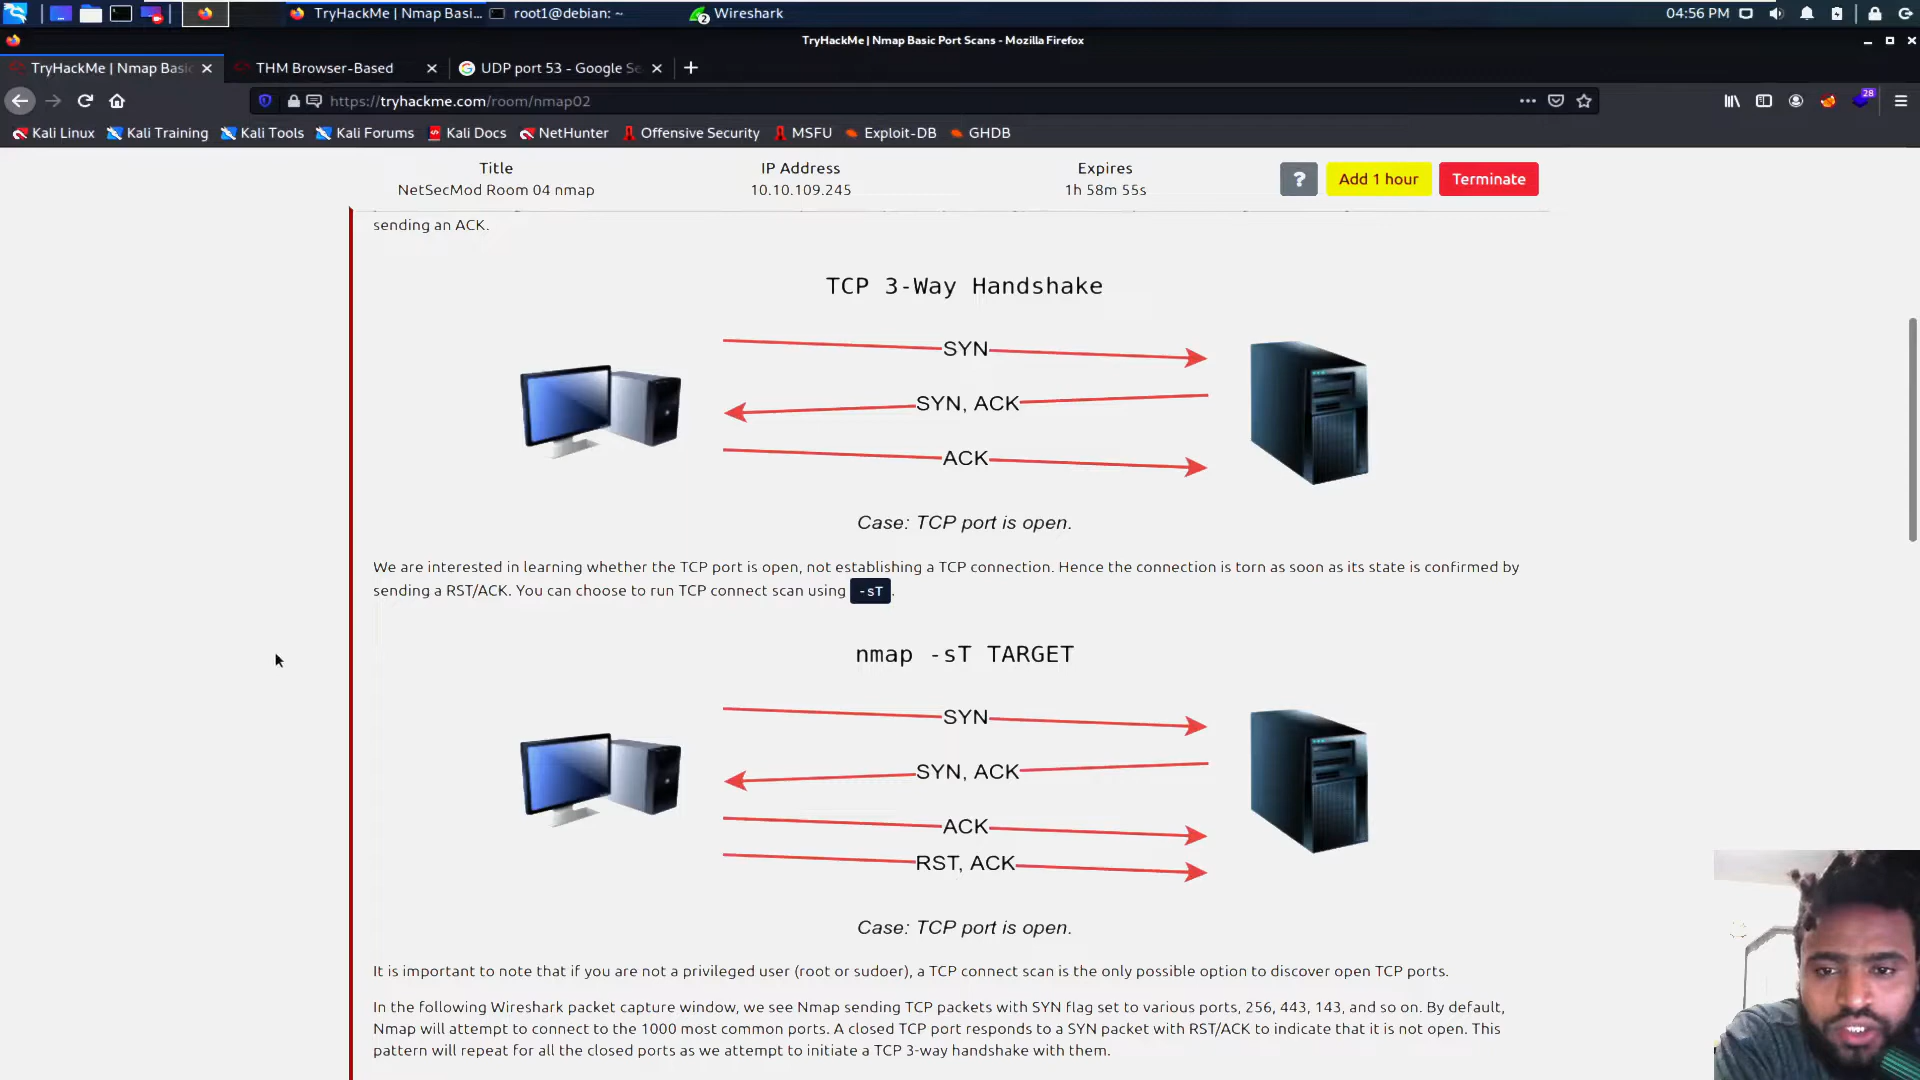 TryHackMe | Nmap Basi...
root1@debian: ~
2
Wireshark
04:56 PM
TryHackMe | Nmap Basic Port Scans - Mozilla Firefox
TryHackMe | Nmap Basic
THM Browser-Based
UDP port 53 - Google Se
https://tryhackme.com/room/nmap02
28
Kali Linux
Kali Training
Kali Tools
Kali Forums
Kali Docs
NetHunter
Offensive Security
MSFU
Exploit-DB
GHDB
Title
IP Address
Expires
NetSecMod Room 04 nmap
10.10.109.245
1h 58m 55s
?
Add 1 hour
Terminate
sending an ACK.
TCP 3-Way Handshake
SYN
SYN, ACK
ACK
Case: TCP port is open.
We are interested in learning whether the TCP port is open, not establishing a TCP connection. Hence the connection is torn as soon as its state is confirmed by
sending a RST/ACK. You can choose to run TCP connect scan using -sT.
nmap -sT TARGET
SYN
SYN, ACK
ACK
RST, ACK
Case: TCP port is open.
It is important to note that if you are not a privileged user (root or sudoer), a TCP connect scan is the only possible option to discover open TCP ports.
In the following Wireshark packet capture window, we see Nmap sending TCP packets with SYN flag set to various ports, 256, 443, 143, and so on. By default,
Nmap will attempt to connect to the 1000 most common ports. A closed TCP port responds to a SYN packet with RST/ACK to indicate that it is not open. This
pattern will repeat for all the closed ports as we attempt to initiate a TCP 3-way handshake with them.